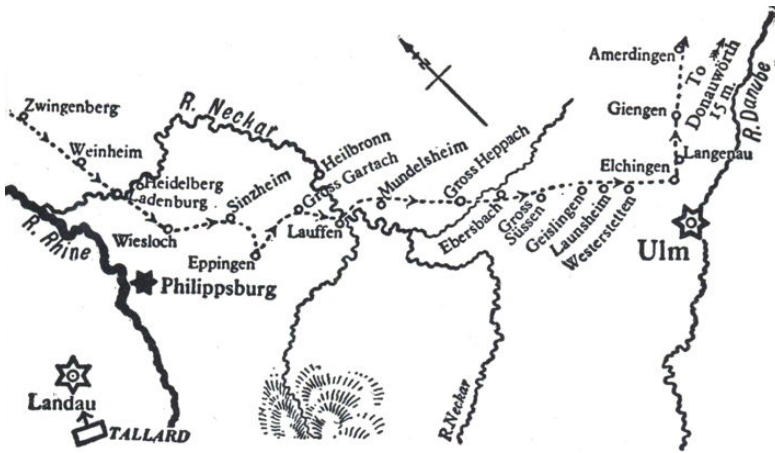 Zwingenberg
Weinheim
R. Neckar
N
Heidelberg
Ladenburg
Wiesloch
Sinzheim
Eppingen
Heilbronn
Gross Gartach
Lauffen
Mundelsheim
Gross Heppach
Ebersbach
Gross
Süssen
Geislingen
Launsheim
Westerstetten
Elchingen
Langenau
Giengen
Amerdingen
To
Donauwörth
15 m.
R. Danube
Ulm
R. Rhine
Philippsburg
Landau
TALLARD
R.Neckar